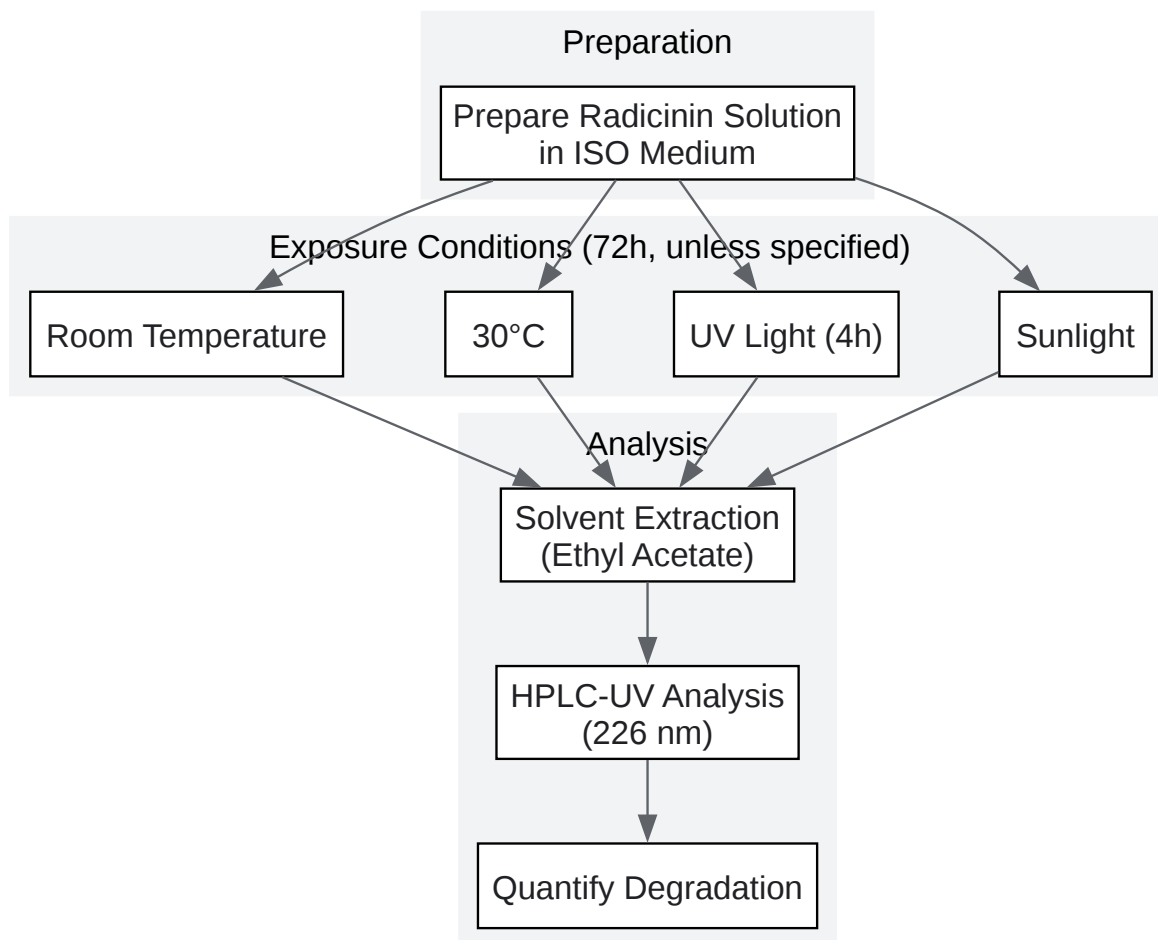 Preparation
Prepare Radicinin Solution
in ISO Medium
Exposure Conditions (72h, unless specified)
Room Temperature
30°C
UV Light (4h)
Sunlight
Analysis
Solvent Extraction
(Ethyl Acetate)
HPLC-UV Analysis
(226 nm)
Quantify Degradation